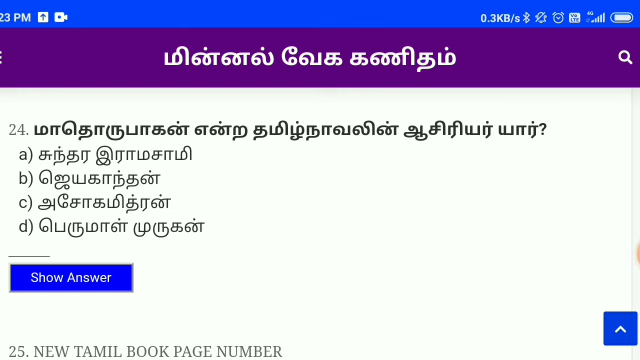 23 PM 0.3KB/s
மின்னல் வேக கணிதம்
24. மாதொருபாகன் என்ற தமிழ்நாவலின் ஆசிரியர் யார்?
a) சுந்தர இராமசாமி
b) ஜெயகாந்தன்
c) அசோகமித்ரன்
d) பெருமாள் முருகன்
Show Answer
25. NEW TAMIL BOOK PAGE NUMBER